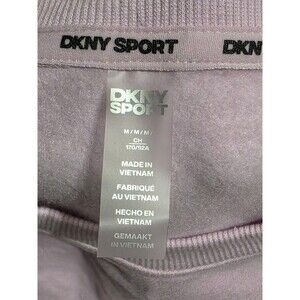 DKNY SPORT
DKN
DKNY
SPORT
M/M/M/
CH
170/92A
MADE IN
VIETNAM
FABRIQUÉ
AU VIETNAM
HECHO EN
VIETNAM
GEMAAKT
IN VIETNAM